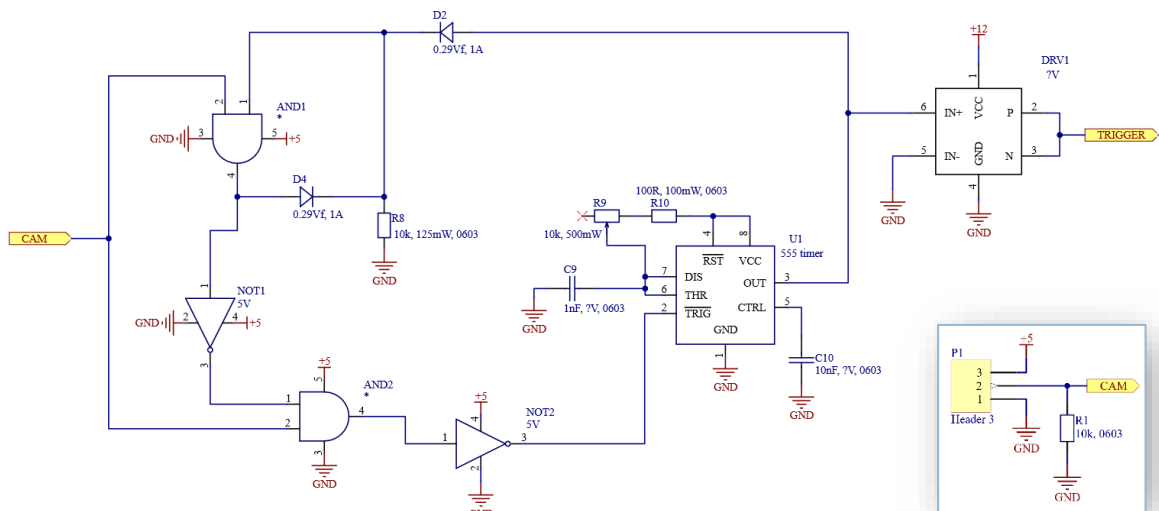 D2
0.29Vf, 1A
+12
DRV1
?V
1
VCC
6
IN+
P
2
5
IN-
N
3
GND
4
TRIGGER
GND
GND
2
1
AND1
*
GND
3
5
+5
4
D4
0.29Vf, 1A
R8
10k, 125mW, 0603
GND
CAM
100R, 100mW, 0603
R9
R10
10k, 500mW
4
8
U1
555 timer
RST
VCC
7
DIS
OUT
3
6
THR
2
TRIG
CTRL
5
GND
1
GND
C9
1nF, ?V, 0603
GND
C10
10nF, ?V, 0603
GND
1
NOT1
5V
GND
2
4
+5
3
+5
5
AND2
*
1
2
4
3
GND
+5
4
NOT2
5V
1
3
2
GND
P1
+5
3
2
1
Header 3
CAM
GND
R1
10k, 0603
GND